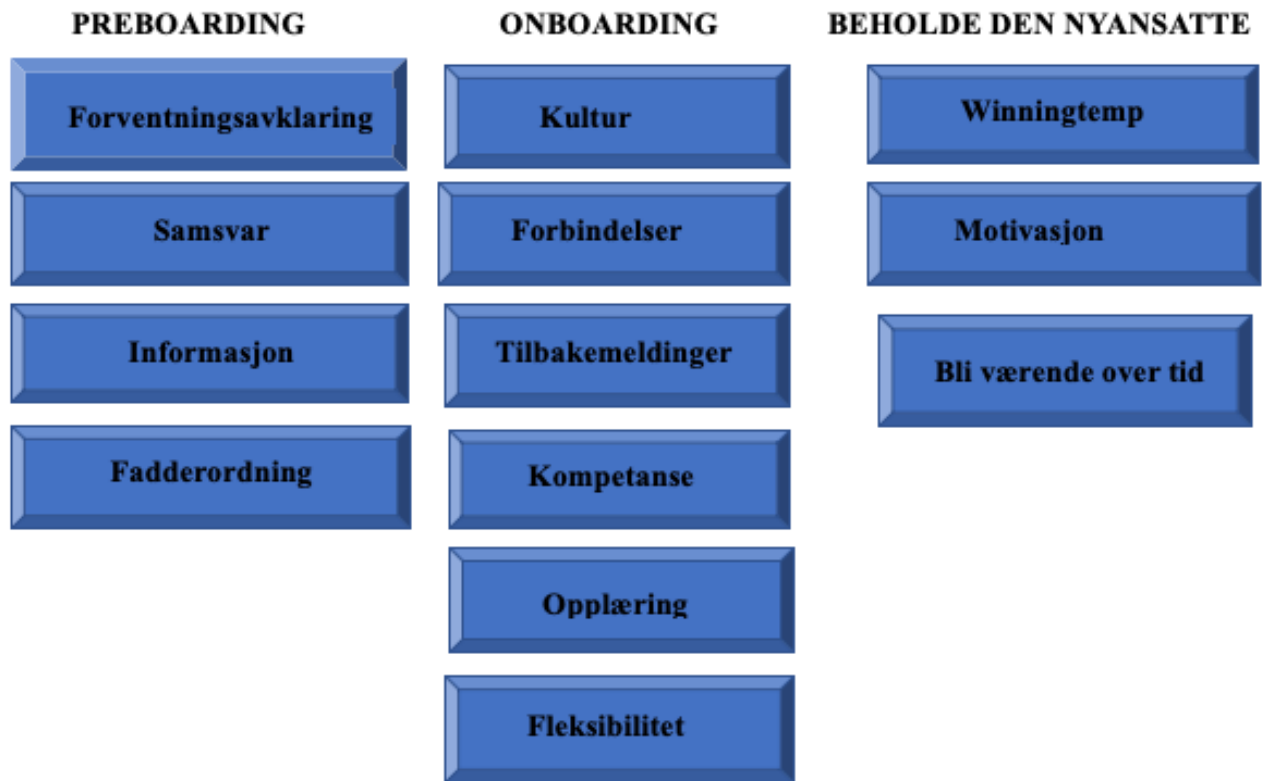 PREBOARDING
Forventningsavklaring
Samsvar
Informasjon
Fadderordning
ONBOARDING
Kultur
Forbindelser
Tilbakemeldinger
Kompetanse
Opplæring
Fleksibilitet
BEHOLDE DEN NYANSATTE
Winningtemp
Motivasjon
Bli værende over tid